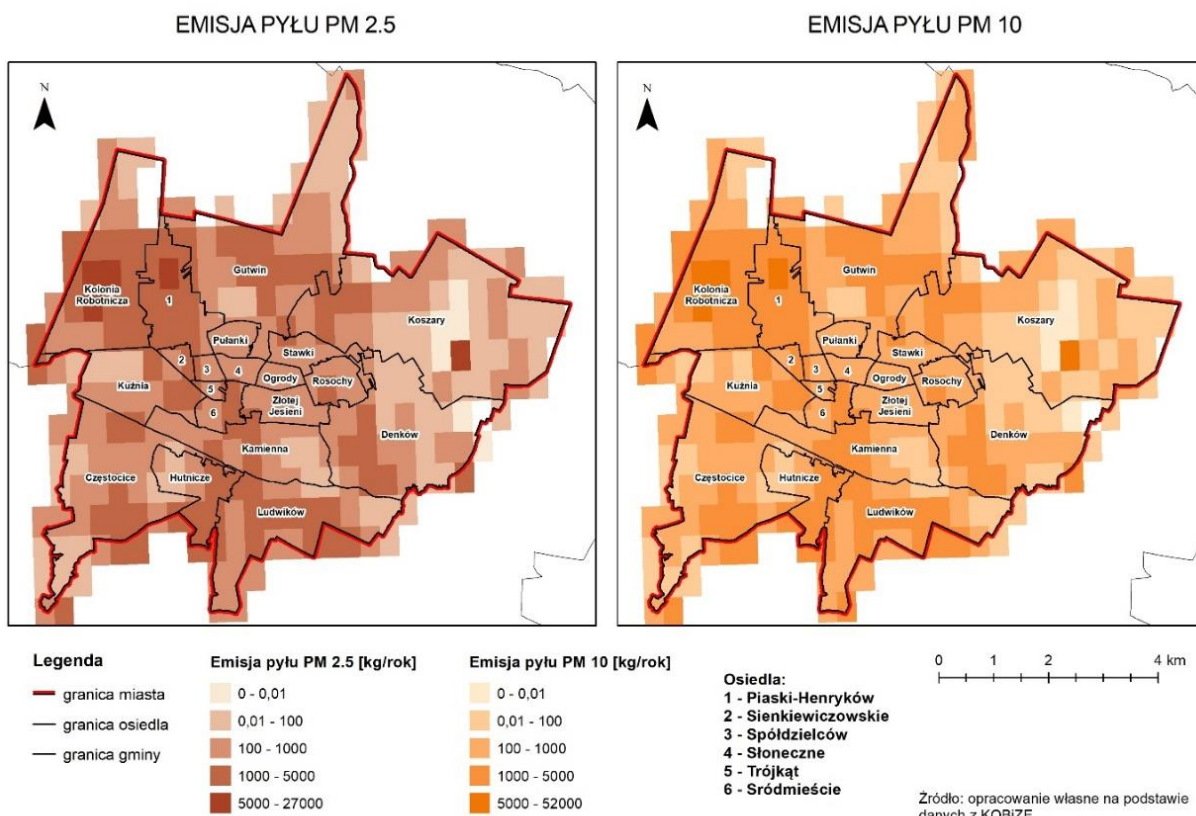 EMISJA PYŁU PM 2.5
EMISJA PYŁU PM 10
N
Kolonia
Robotnicza
1
Gutwin
Koszary
Pułanki
2
3
4
Stawki
Kuźnia
5
Ogrody
Rosochy
6
Złotej
Jesieni
Kamienna
Denków
Częstocice
Hutnicze
Ludwików
N
Kolonia
Robotnicza
1
Gutwin
Koszary
Pułanki
2
3
4
Stawki
Kuźnia
5
Ogrody
Rosochy
6
Złotej
Jesieni
Kamienna
Denków
Częstocice
Hutnicze
Ludwików
Legenda
granica miasta
granica osiedla
granica gminy
Emisja pyłu PM 2.5 [kg/rok]
0 - 0,01
0,01 - 100
100 - 1000
1000 - 5000
5000 - 27000
Emisja pyłu PM 10 [kg/rok]
0 - 0,01
0,01 - 100
100 - 1000
1000 - 5000
5000 - 52000
Osiedla:
1 - Piaski-Henryków
2 - Sienkiewiczowskie
3 - Spółdzielców
4 - Słoneczne
5 - Trójkąt
6 - Sródmieście
0 1 2 4 km
Źródło: opracowanie własne na podstawie
danych z KOBiZE